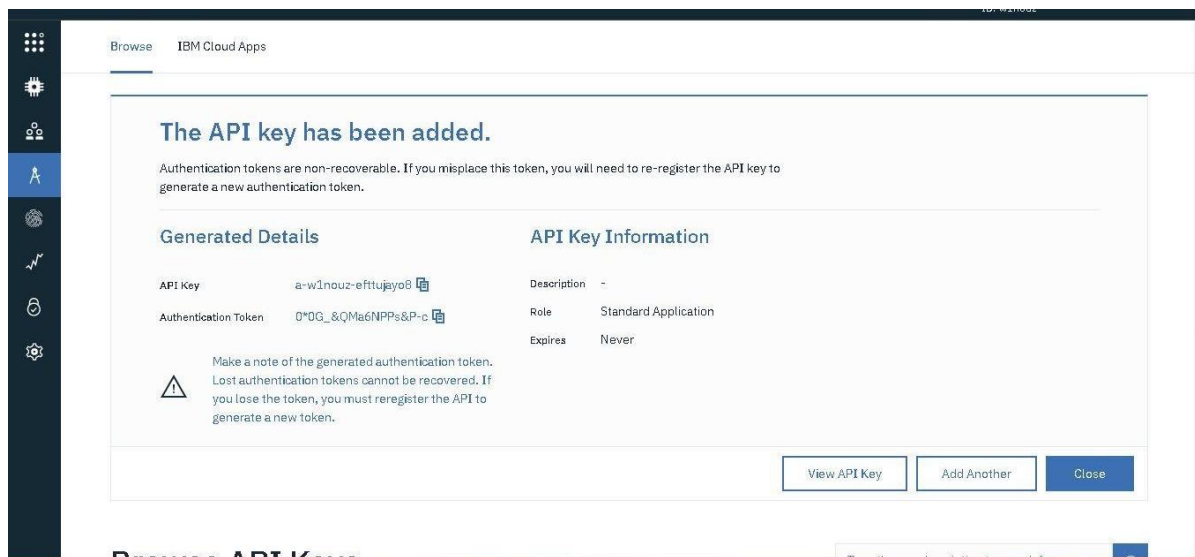 Browse IBM Cloud Apps
The API key has been added.
Authentication tokens are non-recoverable. If you misplace this token, you will need to re-register the API key to
generate a new authentication token.
Generated Details
API Key Information
API Key a-w1nouz-efttujayo8
Description -
Authentication Token 0*0G_&QMa6NPPs&P-c
Role Standard Application
Expires Never
Make a note of the generated authentication token.
Lost authentication tokens cannot be recovered. If
you lose the token, you must reregister the API to
generate a new token.
View API Key Add Another Close